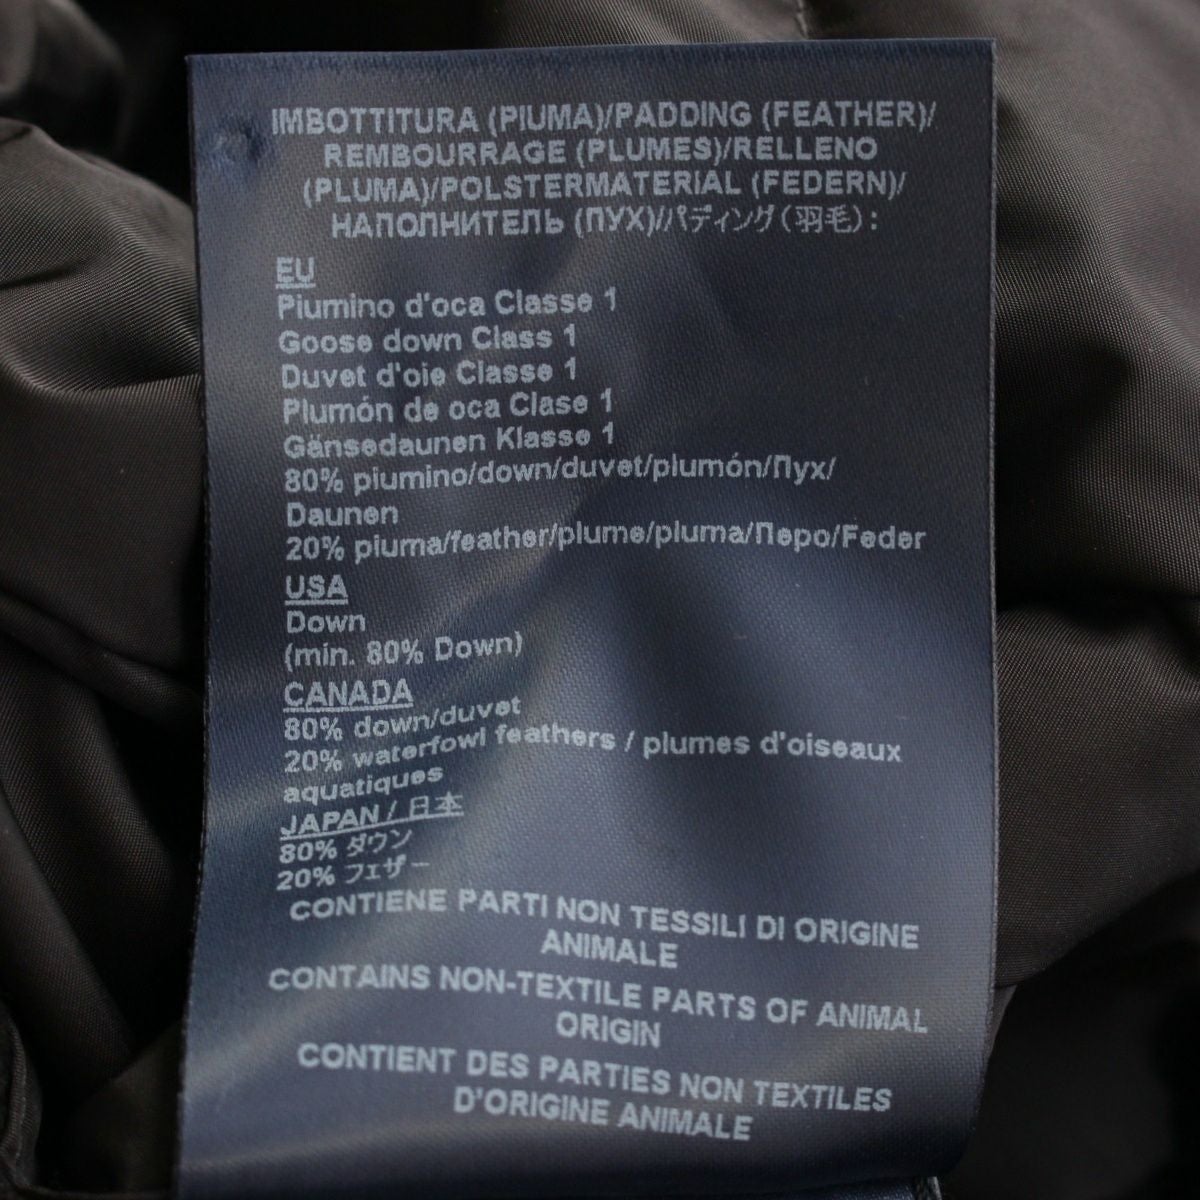 IMBOTTITURA (PIUMA)/PADDING (FEATHER)/
REMBOURRAGE (PLUMES)/RELLENO
(PLUMA)/POLSTERMATERIAL (FEDERN)/
НАПОЛНИТЕЛЬ (ПУХ)/パディング(羽毛):
EU
Piumino d'oca Classe 1
Goose down Class 1
Duvet d'oie Classe 1
Plumón de oca Clase 1
Gänsedaunen Klasse 1
80% piumino/down/duvet/plumón/Пух/
Daunen
20% piuma/feather/plume/pluma/Перо/Feder
USA
Down
(min. 80% Down)
CANADA
80% down/duvet
20% waterfowl feathers / plumes d'oiseaux
aquatiques
JAPAN / 日本
80% ダウン
20% フェザー
CONTIENE PARTI NON TESSILI DI ORIGINE
ANIMALE
CONTAINS NON-TEXTILE PARTS OF ANIMAL
ORIGIN
CONTIENT DES PARTIES NON TEXTILES
D'ORIGINE ANIMALE